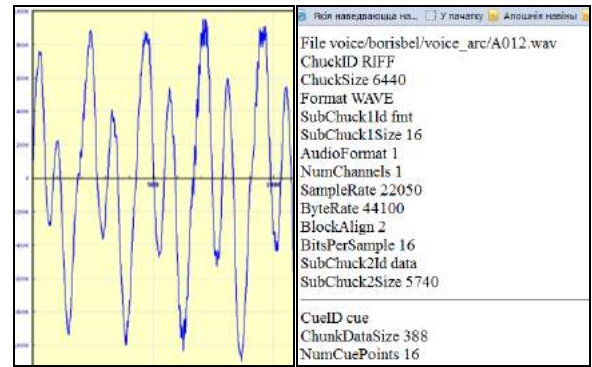 Якія наведваюцца на... У пачатку Апошнія навіны
File voice/borisbel/voice_arc/A012.wav
ChuckID RIFF
ChuckSize 6440
Format WAVE
SubChuck1Id fmt
SubChuck1Size 16
AudioFormat 1
NumChannels 1
SampleRate 22050
ByteRate 44100
BlockAlign 2
BitsPerSample 16
SubChuck2Id data
SubChuck2Size 5740
CueID cue
ChunkDataSize 388
NumCuePoints 16